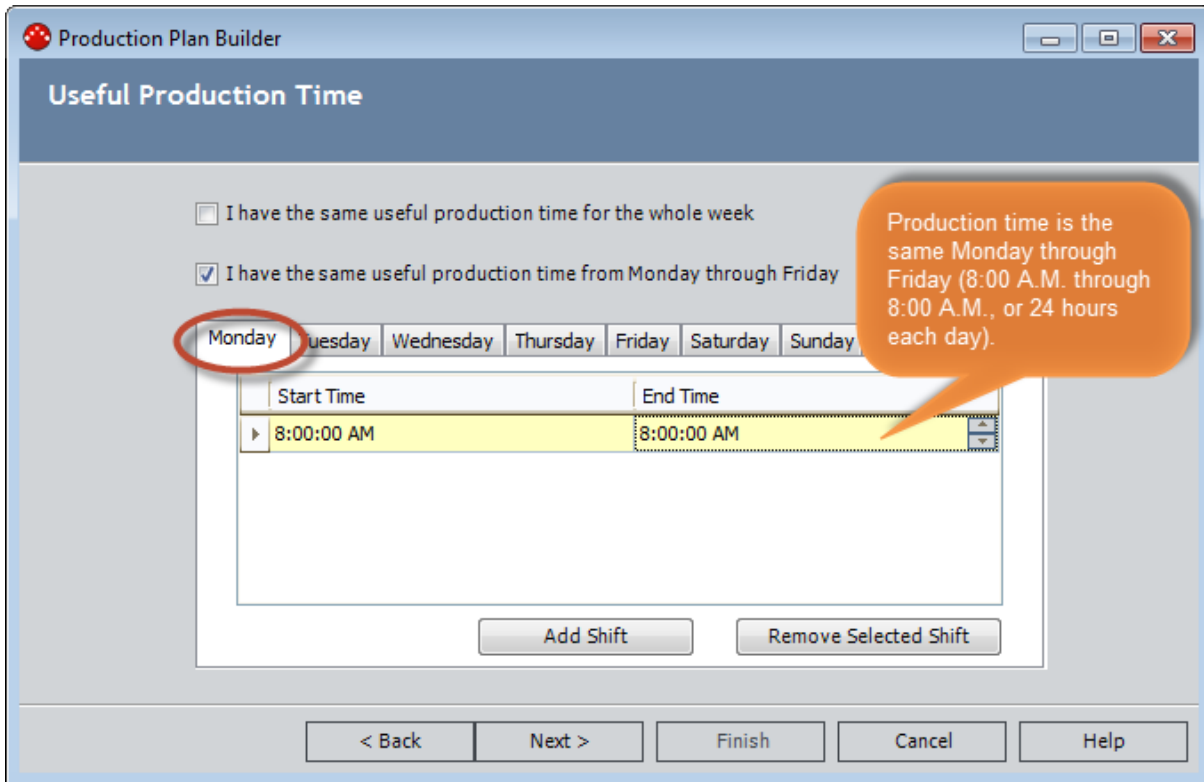 Production Plan Builder
Useful Production Time
I have the same useful production time for the whole week
I have the same useful production time from Monday through Friday
Production time is the
same Monday through
Friday (8:00 A.M. through
8:00 A.M., or 24 hours
each day).
Monday Tuesday Wednesday Thursday Friday Saturday Sunday
Start Time End Time
8:00:00 AM 8:00:00 AM
Add Shift Remove Selected Shift
< Back Next > Finish Cancel Help